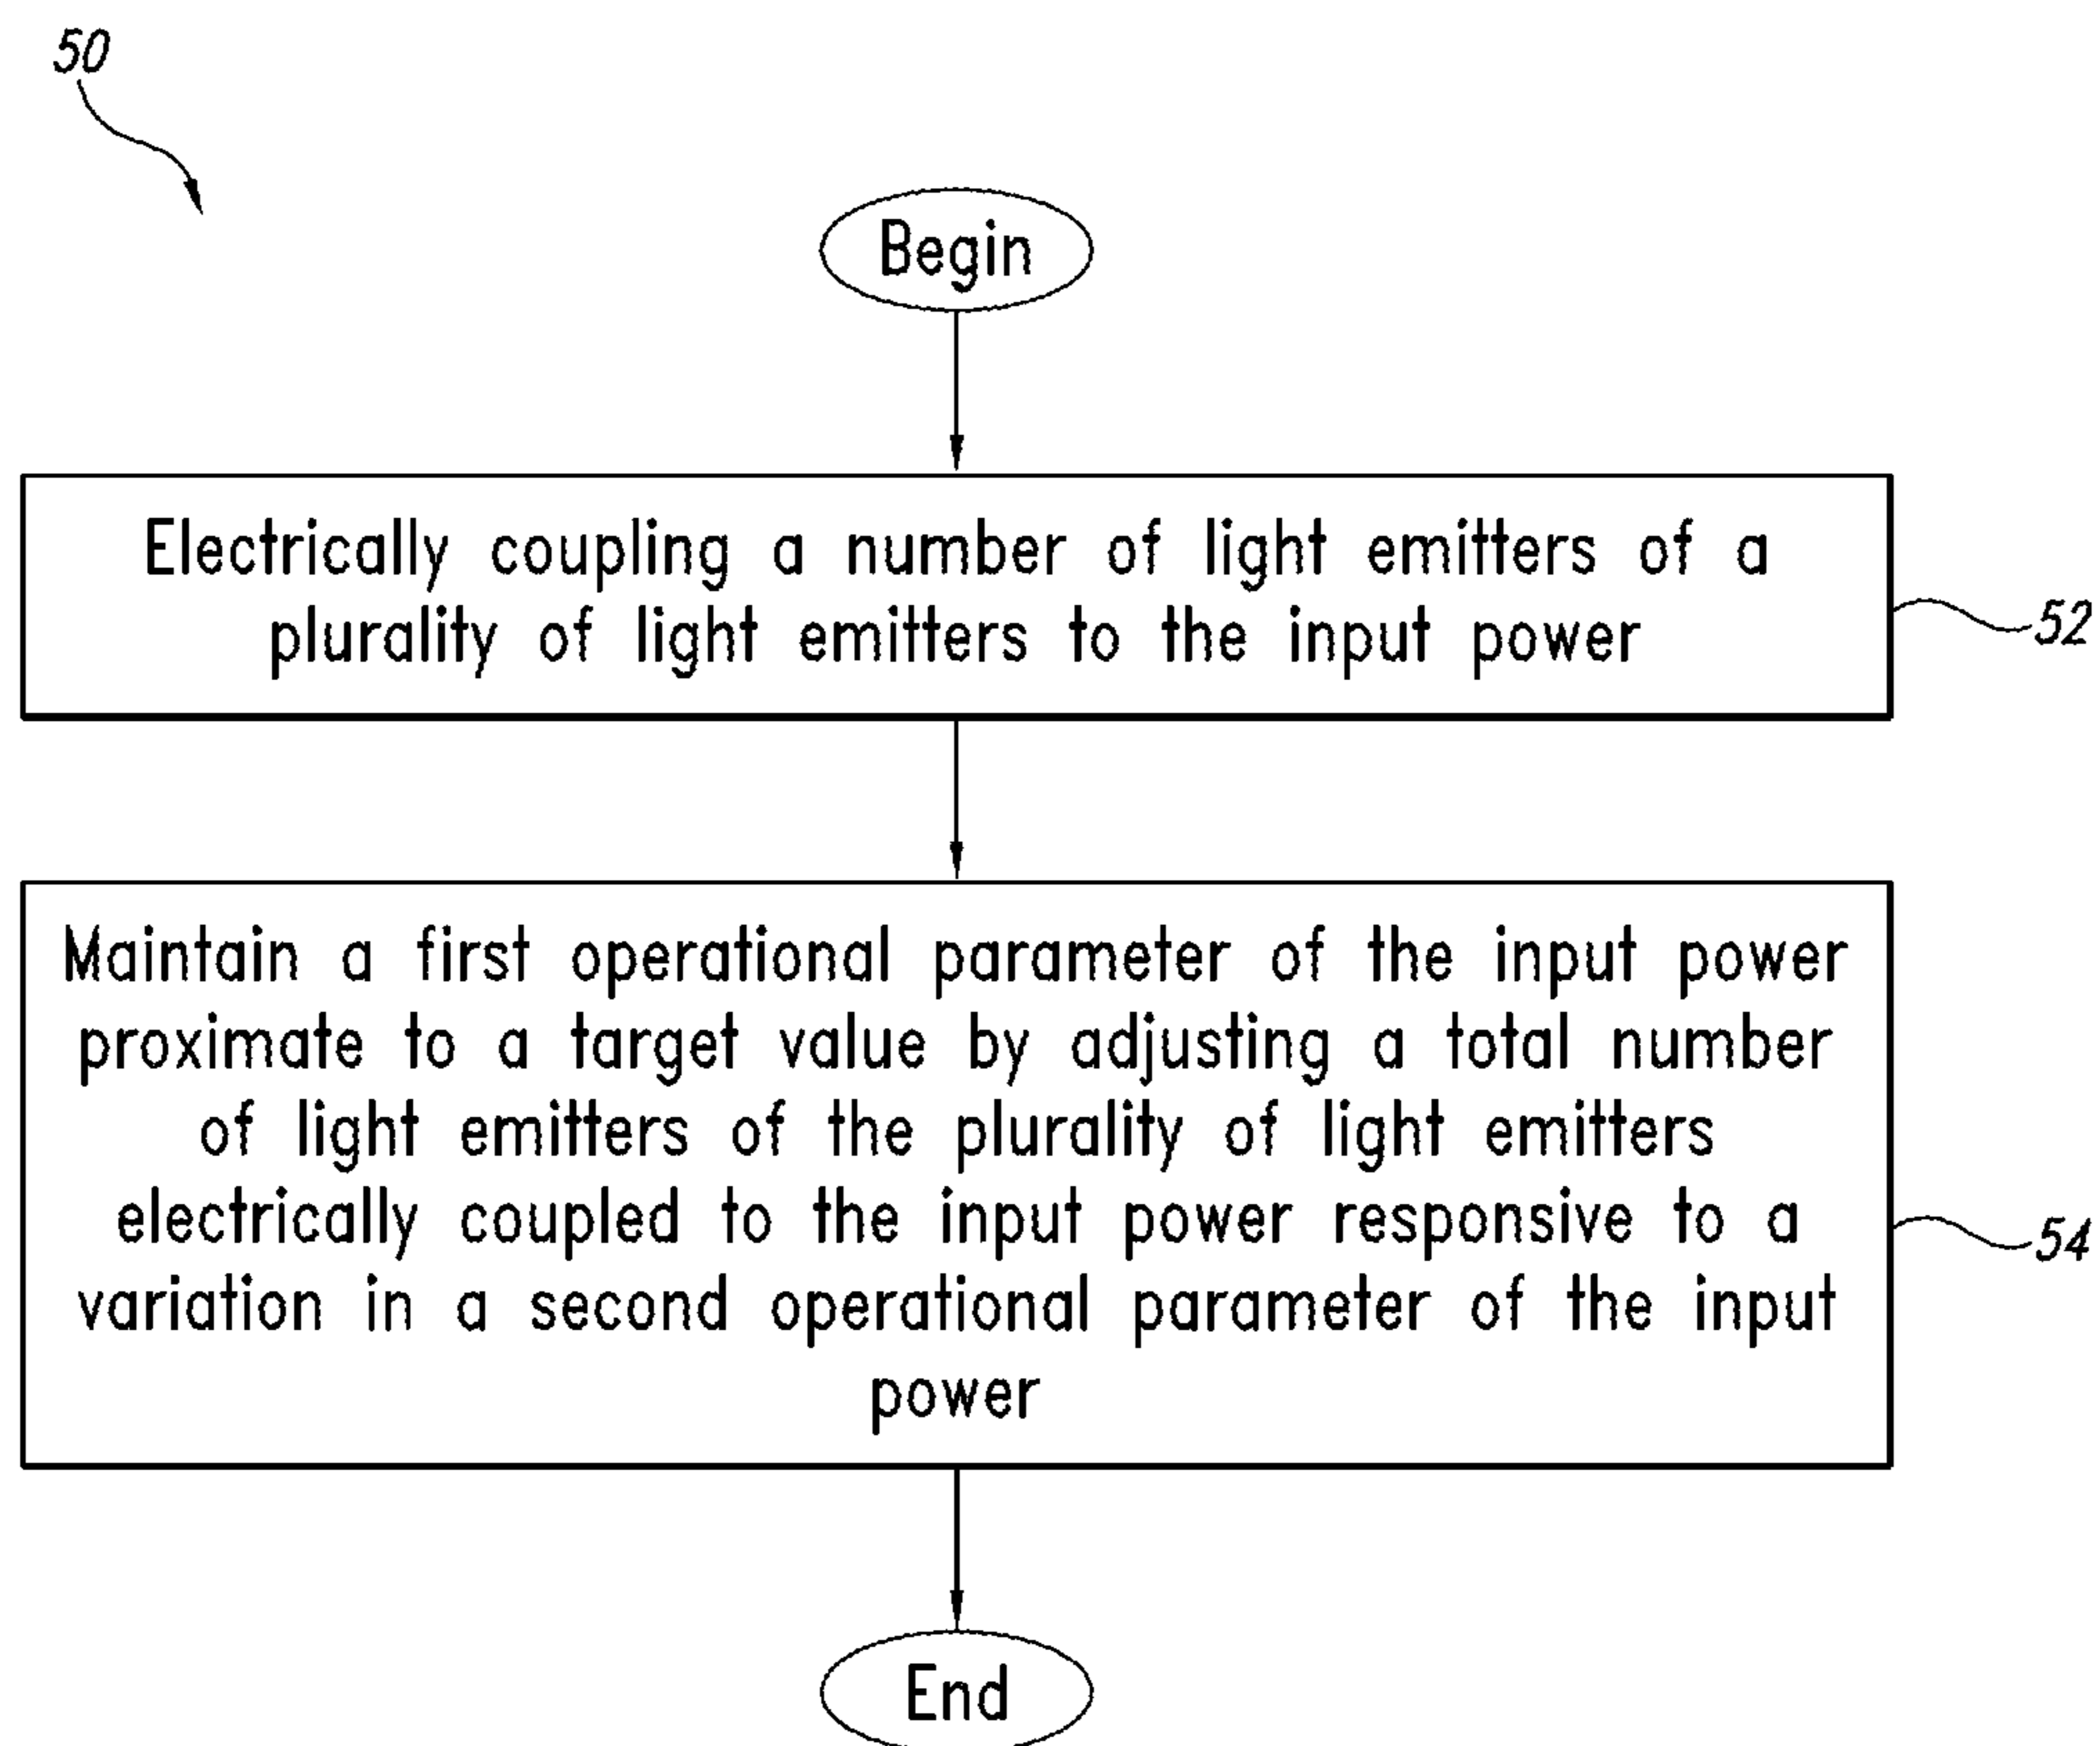 50
Begin
Electrically coupling a number of light emitters of a
plurality of light emitters to the input power
52
Maintain a first operational parameter of the input power
proximate to a target value by adjusting a total number
of light emitters of the plurality of light emitters
electrically coupled to the input power responsive to a
variation in a second operational parameter of the input
power
54
End